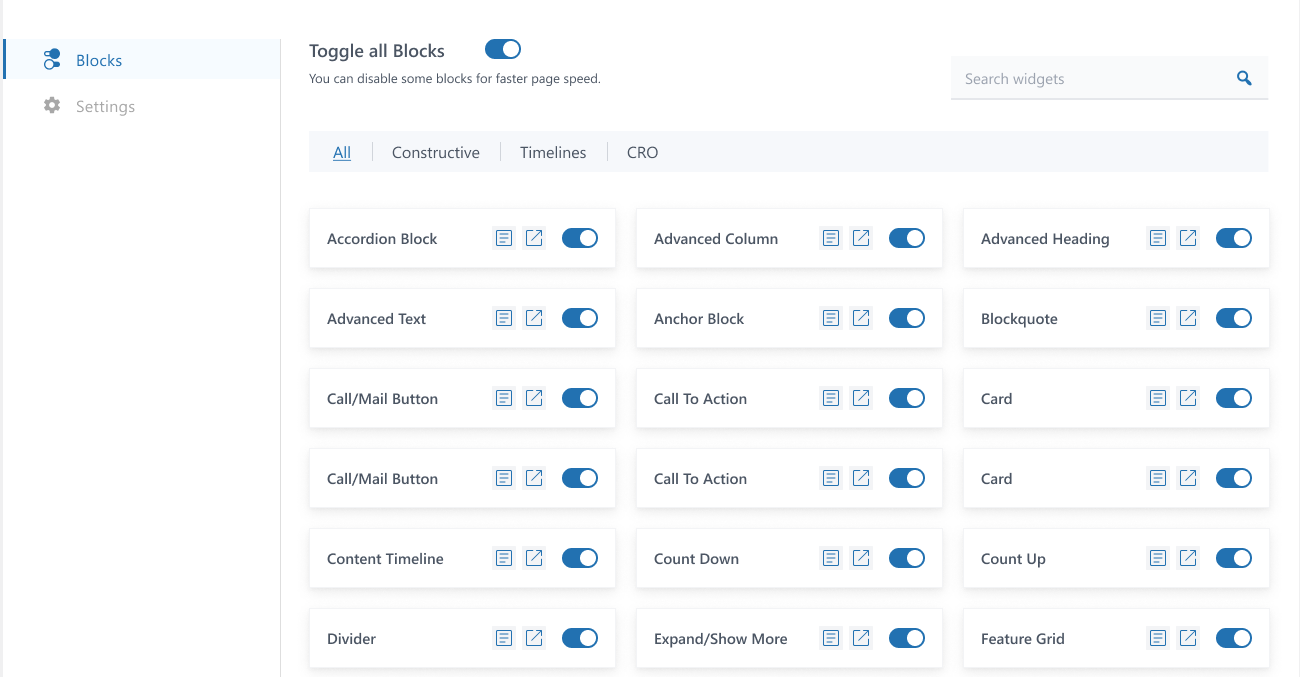 Blocks
Settings
Toggle all Blocks
You can disable some blocks for faster page speed.
Search widgets
All Constructive Timelines CRO
Accordion Block Advanced Column Advanced Heading
Advanced Text Anchor Block Blockquote
Call/Mail Button Call To Action Card
Call/Mail Button Call To Action Card
Content Timeline Count Down Count Up
Divider Expand/Show More Feature Grid